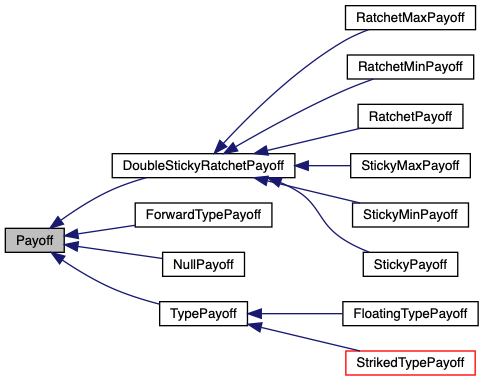 RatchetMaxPayoff
RatchetMinPayoff
RatchetPayoff
DoubleStickyRatchetPayoff
StickyMaxPayoff
StickyMinPayoff
ForwardTypePayoff
Payoff
NullPayoff
StickyPayoff
TypePayoff
FloatingTypePayoff
StrikedTypePayoff